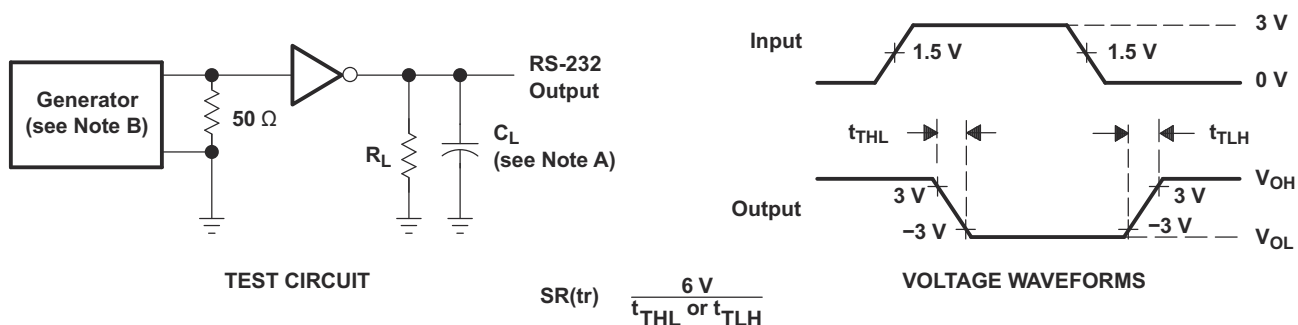 Generator
(see Note B)
50 Ω
RS-232
Output
R_L
C_L
(see Note A)
TEST CIRCUIT
Input
1.5 V
1.5 V
3 V
0 V
t_THL
t_TLH
Output
3 V
−3 V
3 V
−3 V
V_OH
V_OL
VOLTAGE WAVEFORMS
SR(tr)
6 V
t_THL or t_TLH